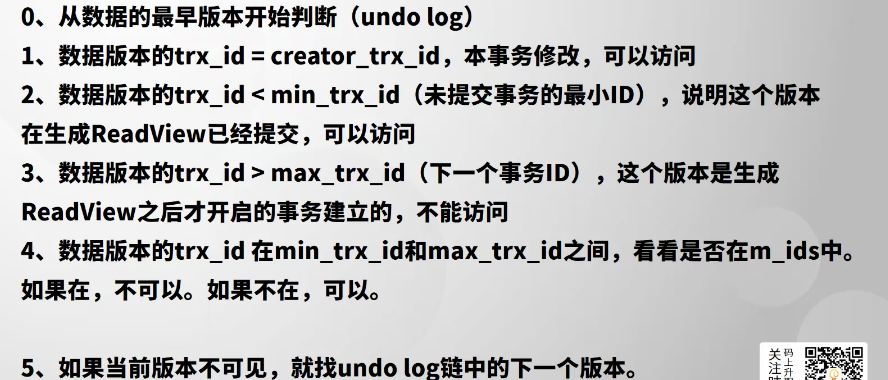 0、从数据的最早版本开始判断（undo log）
1、数据版本的trx_id = creator_trx_id，本事务修改，可以访问
2、数据版本的trx_id < min_trx_id（未提交事务的最小ID），说明这个版本
在生成ReadView已经提交，可以访问
3、数据版本的trx_id > max_trx_id（下一个事务ID），这个版本是生成
ReadView之后才开启的事务建立的，不能访问
4、数据版本的trx_id 在min_trx_id和max_trx_id之间，看看是否在m_ids中。
如果在，不可以。如果不在，可以。
5、如果当前版本不可见，就找undo log链中的下一个版本。
关注
码上升